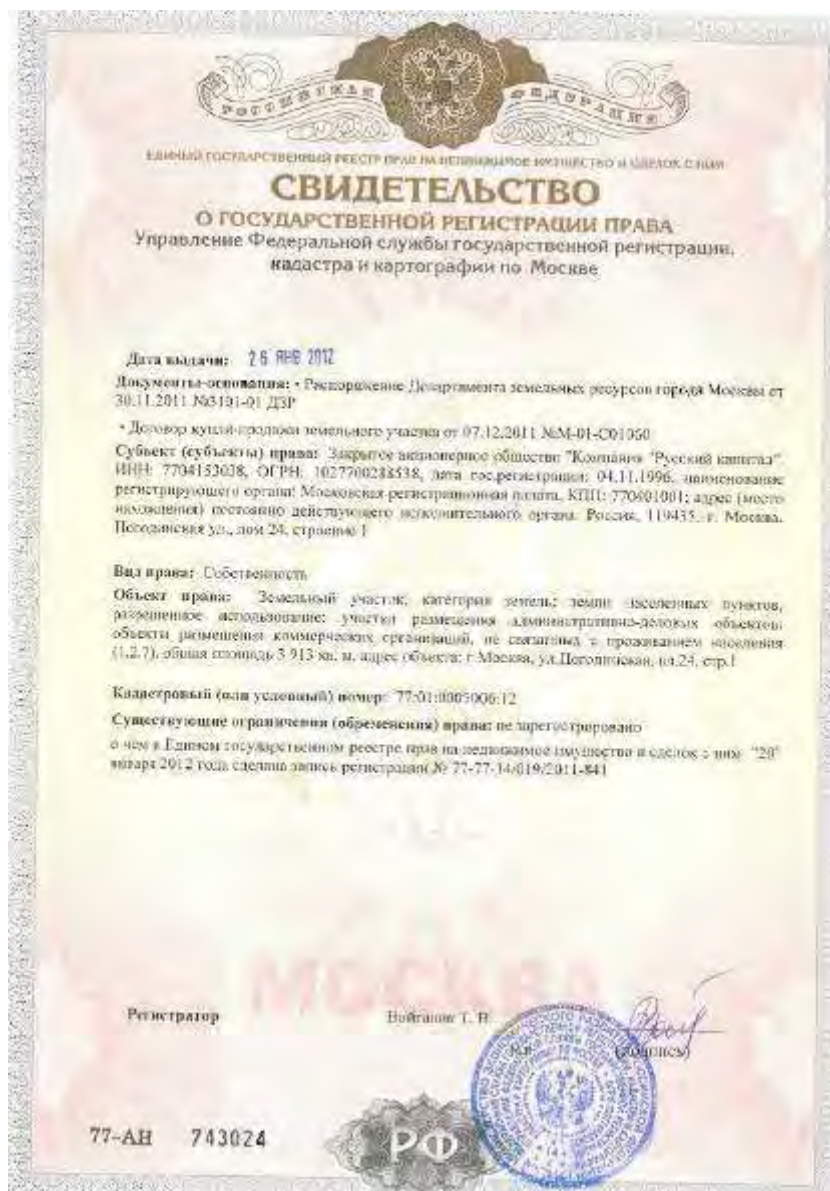 РОССИЙСКАЯ ФЕДЕРАЦИЯ
ЕДИНЫЙ ГОСУДАРСТВЕННЫЙ РЕЕСТР ПРАВ НА НЕДВИЖИМОЕ ИМУЩЕСТВО И СДЕЛОК С НИМ
СВИДЕТЕЛЬСТВО
О ГОСУДАРСТВЕННОЙ РЕГИСТРАЦИИ ПРАВА
Управление Федеральной службы государственной регистрации,
кадастра и картографии по Москве
Дата выдачи: 26 ЯНВ 2012
Документы-основания: • Распоряжение Департамента земельных ресурсов города Москвы от
30.11.2011 №3101-01 ДЗР
• Договор купли-продажи земельного участка от 07.12.2011 №М-01-С01060
Субъект (субъекты) права: Закрытое акционерное общество "Компания "Русский капитал",
ИНН: 7704153038, ОГРН: 1027700288538, дата гос.регистрации: 04.11.1996, наименование
регистрирующего органа: Московская регистрационная палата, КПП: 770401001; адрес (место
нахождения) постоянно действующего исполнительного органа: Россия, 119435, г. Москва,
Погодинская ул., дом 24, строение 1
Вид права: Собственность
Объект права: Земельный участок, категория земель: земли населенных пунктов,
разрешенное использование: участки размещения административно-деловых объектов:
объекты размещения коммерческих организаций, не связанных с проживанием населения
(1.2.7), общая площадь 3 913 кв. м, адрес объекта: г.Москва, ул.Погодинская, вл.24, стр.1
Кадастровый (или условный) номер: 77:01:0005006:12
Существующие ограничения (обременения) права: не зарегистрировано
о чем в Едином государственном реестре прав на недвижимое имущество и сделок с ним "20"
января 2012 года сделана запись регистрации № 77-77-14/019/2011-841
МОСКВА
Регистратор Т. В.
М.п. (подпись)
77-АН 743024
РФ